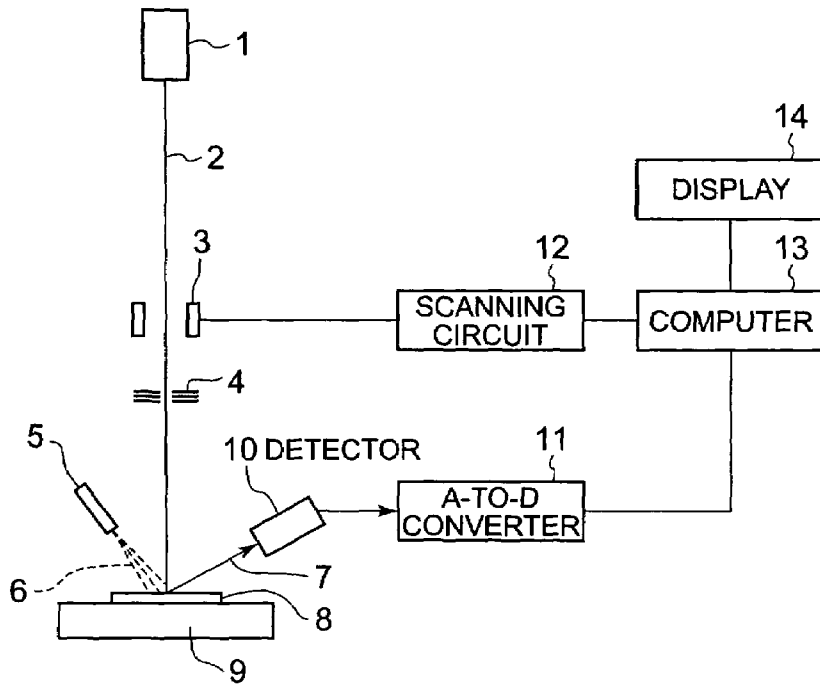 1
2
14
DISPLAY
3
12
13
SCANNING
CIRCUIT
COMPUTER
4
5
10 DETECTOR
11
A-TO-D
CONVERTER
6
7
8
9